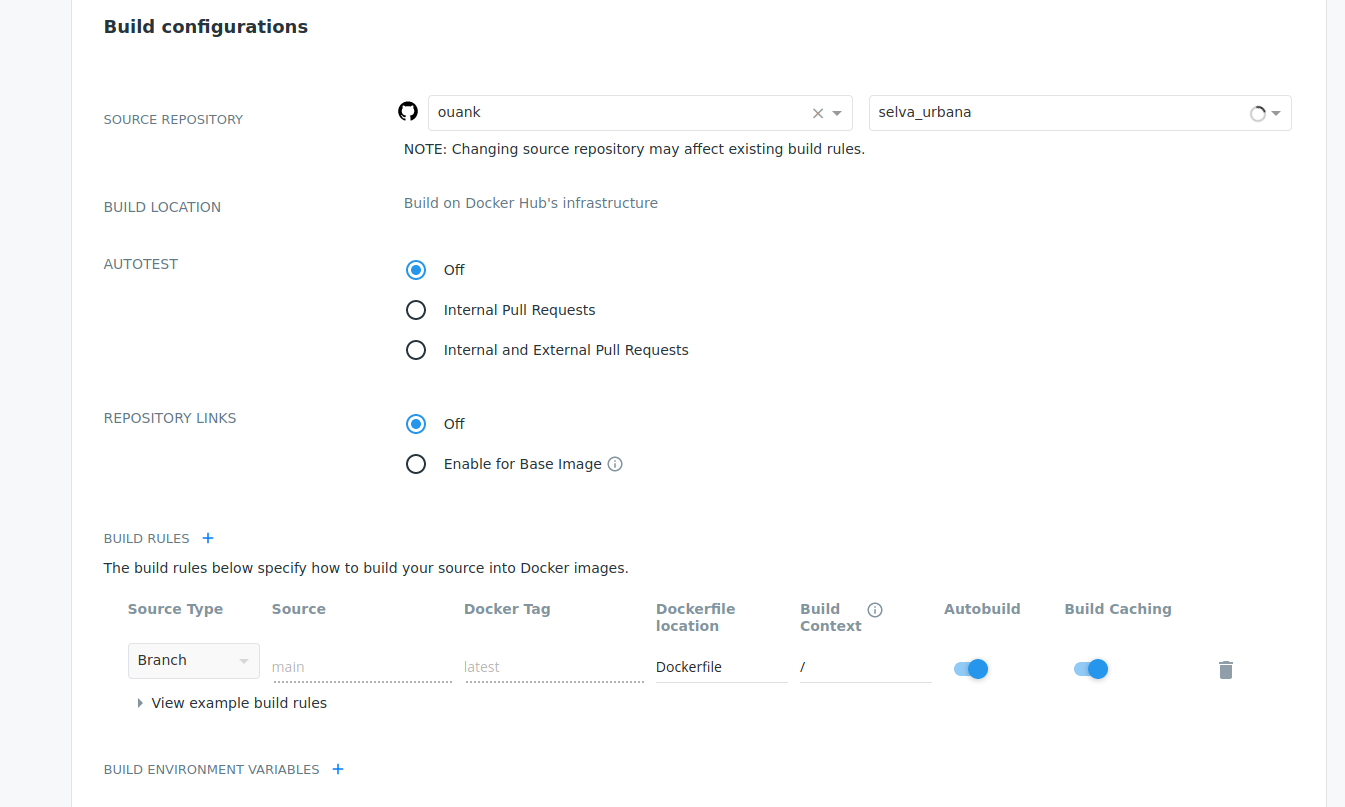 Build configurations
SOURCE REPOSITORY
ouank
selva_urbana
NOTE: Changing source repository may affect existing build rules.
BUILD LOCATION
Build on Docker Hub's infrastructure
AUTOTEST
Off
Internal Pull Requests
Internal and External Pull Requests
REPOSITORY LINKS
Off
Enable for Base Image
BUILD RULES
The build rules below specify how to build your source into Docker images.
Source Type
Source
Docker Tag
Dockerfile
location
Build
Context
Autobuild
Build Caching
Branch
main
latest
Dockerfile
/
View example build rules
BUILD ENVIRONMENT VARIABLES